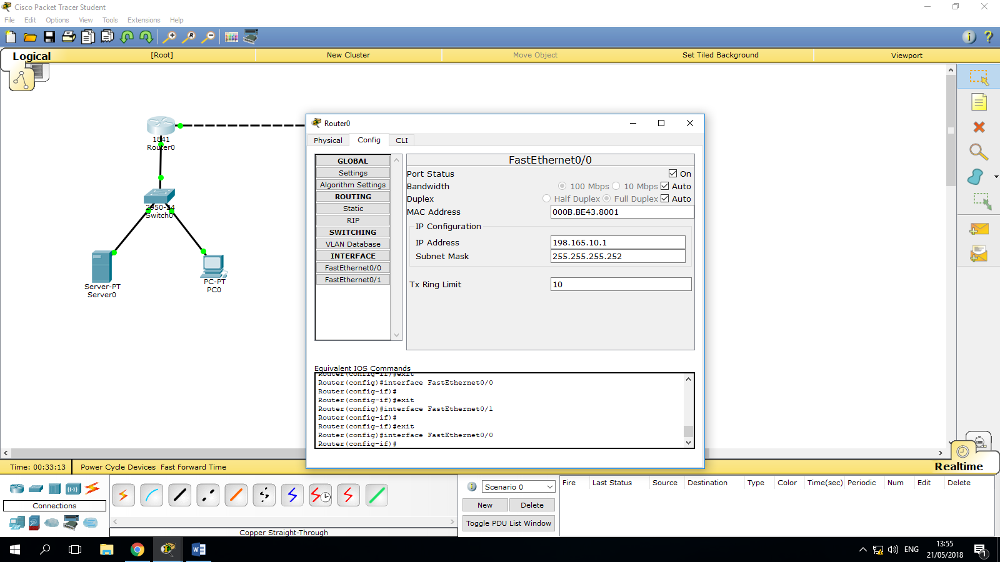 Cisco Packet Tracer Student
File Edit Options View Tools Extensions Help
Logical [Root] New Cluster Move Object Set Tiled Background Viewport
1841
Router0
2950-24
Switch0
Server-PT
Server0
PC-PT
PC0
Router0
Physical Config CLI
GLOBAL
Settings
Algorithm Settings
ROUTING
Static
RIP
SWITCHING
VLAN Database
INTERFACE
FastEthernet0/0
FastEthernet0/1
FastEthernet0/0
Port Status On
Bandwidth 100 Mbps 10 Mbps Auto
Duplex Half Duplex Full Duplex Auto
MAC Address 000B.BE43.8001
IP Configuration
IP Address 198.165.10.1
Subnet Mask 255.255.255.252
Tx Ring Limit 10
Equivalent IOS Commands
Router(config-if)#exit
Router(config)#interface FastEthernet0/0
Router(config-if)#
Router(config-if)#exit
Router(config)#interface FastEthernet0/1
Router(config-if)#
Router(config-if)#exit
Router(config)#interface FastEthernet0/0
Router(config-if)#
Time: 00:33:13 Power Cycle Devices Fast Forward Time Realtime
Connections
Copper Straight-Through
Scenario 0
New Delete
Toggle PDU List Window
Fire Last Status Source Destination Type Color Time(sec) Periodic Num Edit Delete
ENG
13:55
21/05/2018
1